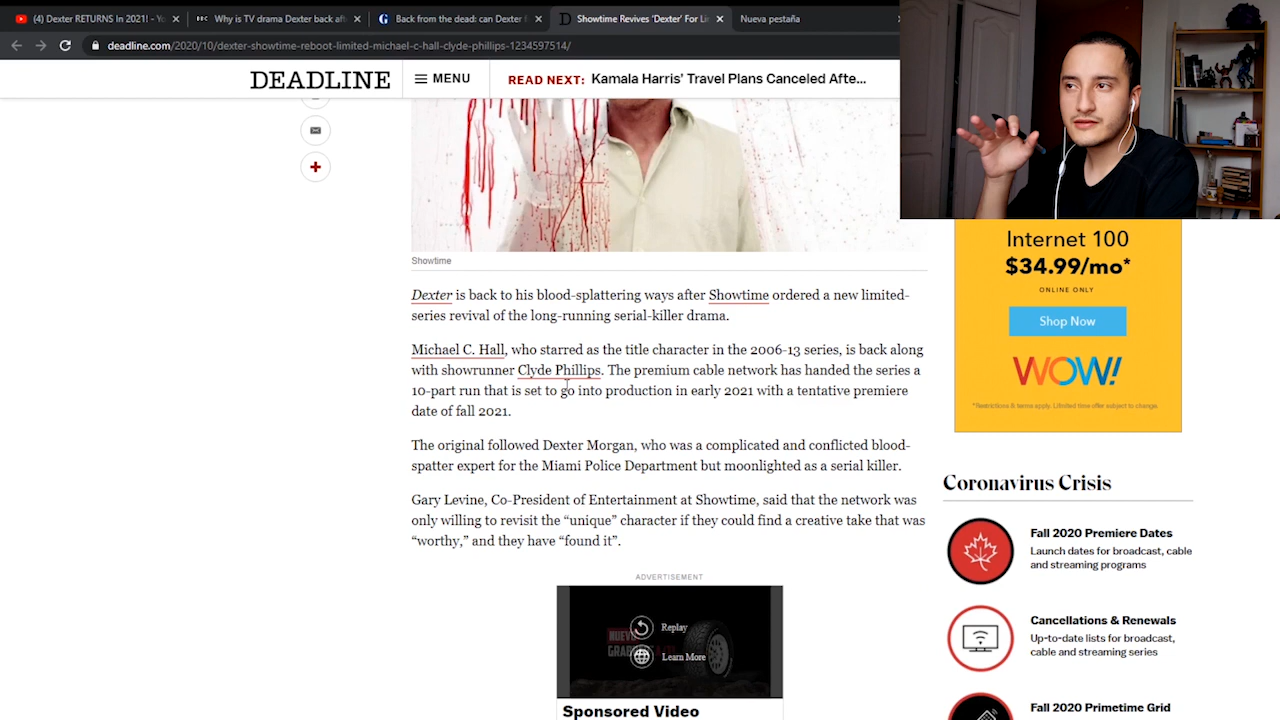 (4) Dexter RETURNS In 2021! - Yo
Why is TV drama Dexter back aft
Back from the dead: can Dexter
Showtime Revives 'Dexter' For Li
Nueva pestaña
deadline.com/2020/10/dexter-showtime-reboot-limited-michael-c-hall-clyde-phillips-1234597514/
DEADLINE
MENU
READ NEXT: Kamala Harris' Travel Plans Canceled Afte...
Showtime
Dexter is back to his blood-splattering ways after Showtime ordered a new limited-
series revival of the long-running serial-killer drama.
Michael C. Hall, who starred as the title character in the 2006-13 series, is back along
with showrunner Clyde Phillips. The premium cable network has handed the series a
10-part run that is set to go into production in early 2021 with a tentative premiere
date of fall 2021.
The original followed Dexter Morgan, who was a complicated and conflicted blood-
spatter expert for the Miami Police Department but moonlighted as a serial killer.
Gary Levine, Co-President of Entertainment at Showtime, said that the network was
only willing to revisit the “unique” character if they could find a creative take that was
“worthy,” and they have “found it”.
ADVERTISEMENT
Replay
Learn More
Sponsored Video
Internet 100
$34.99/mo*
ONLINE ONLY
Shop Now
WOW!
*Restrictions & terms apply. Limited time offer subject to change.
Coronavirus Crisis
Fall 2020 Premiere Dates
Launch dates for broadcast, cable
and streaming programs
Cancellations & Renewals
Up-to-date lists for broadcast,
cable and streaming series
Fall 2020 Primetime Grid